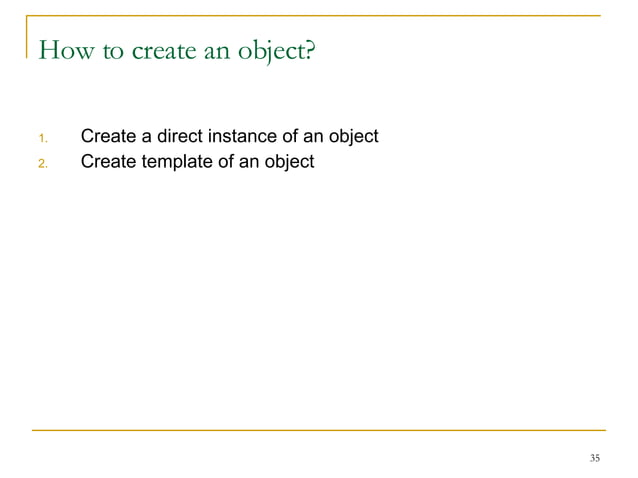 How to create an object?
1. Create a direct instance of an object
2. Create template of an object
35